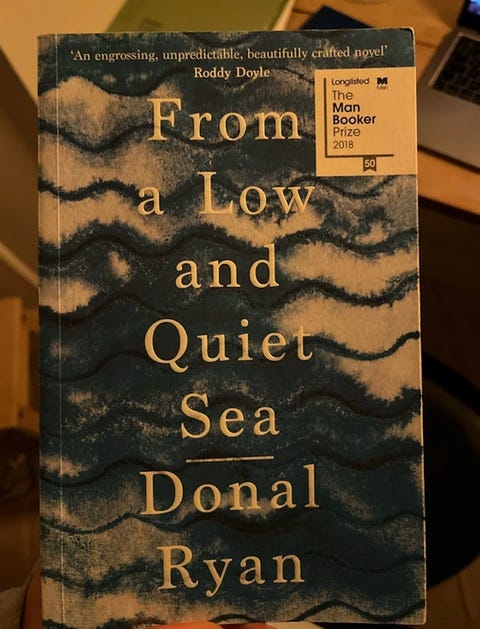 'An engrossing, unpredictable, beautifully crafted novel'
Roddy Doyle
Longlisted
Man
The
Man
Booker
Prize
2018
50
From
a Low
and
Quiet
Sea
Donal
Ryan